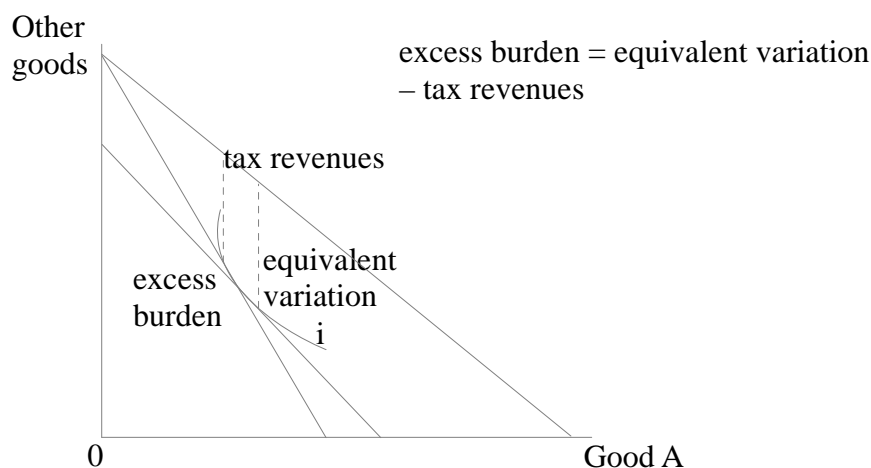 Other
goods
excess burden = equivalent variation
– tax revenues
tax revenues
equivalent
variation
excess
burden
i
0
Good A